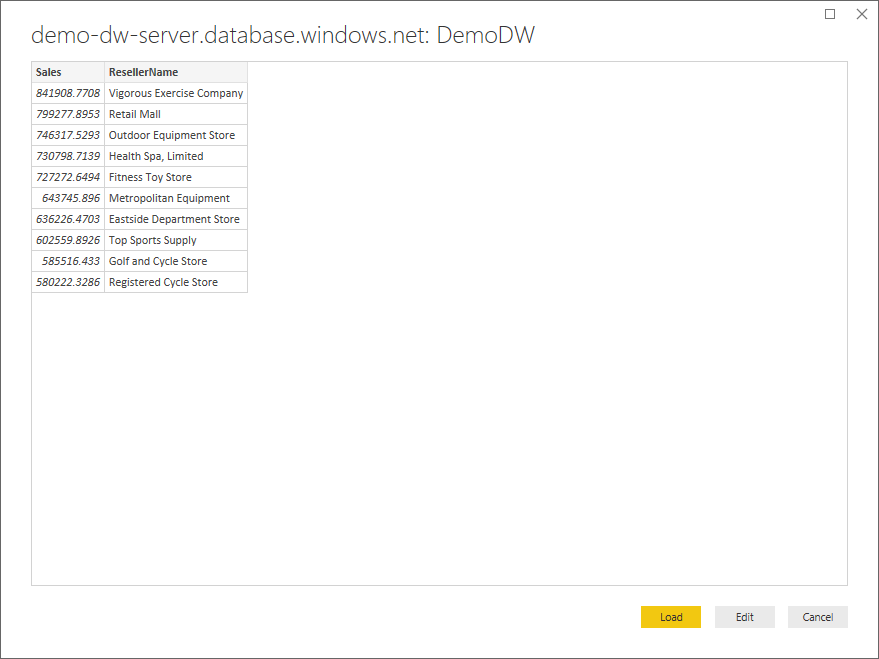 demo-dw-server.database.windows.net: DemoDW
Sales ResellerName
841908.7708 Vigorous Exercise Company
799277.8953 Retail Mall
746317.5293 Outdoor Equipment Store
730798.7139 Health Spa, Limited
727272.6494 Fitness Toy Store
643745.896 Metropolitan Equipment
636226.4703 Eastside Department Store
602559.8926 Top Sports Supply
585516.433 Golf and Cycle Store
580222.3286 Registered Cycle Store
Load Edit Cancel